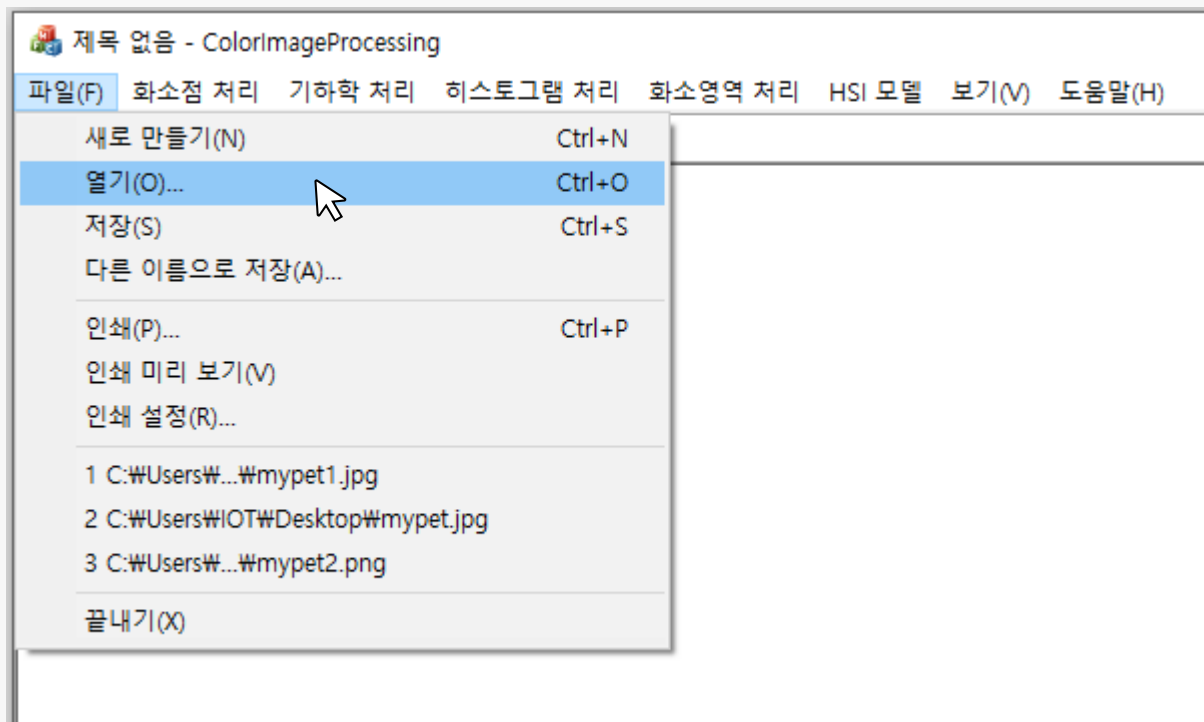 제목 없음 - ColorImageProcessing
파일(F) 화소점 처리 기하학 처리 히스토그램 처리 화소영역 처리 HSI 모델 보기(V) 도움말(H)
새로 만들기(N) Ctrl+N
열기(O)... Ctrl+O
저장(S) Ctrl+S
다른 이름으로 저장(A)...
인쇄(P)... Ctrl+P
인쇄 미리 보기(V)
인쇄 설정(R)...
1 C:₩Users₩...₩mypet1.jpg
2 C:₩Users₩IOT₩Desktop₩mypet.jpg
3 C:₩Users₩...₩mypet2.png
끝내기(X)